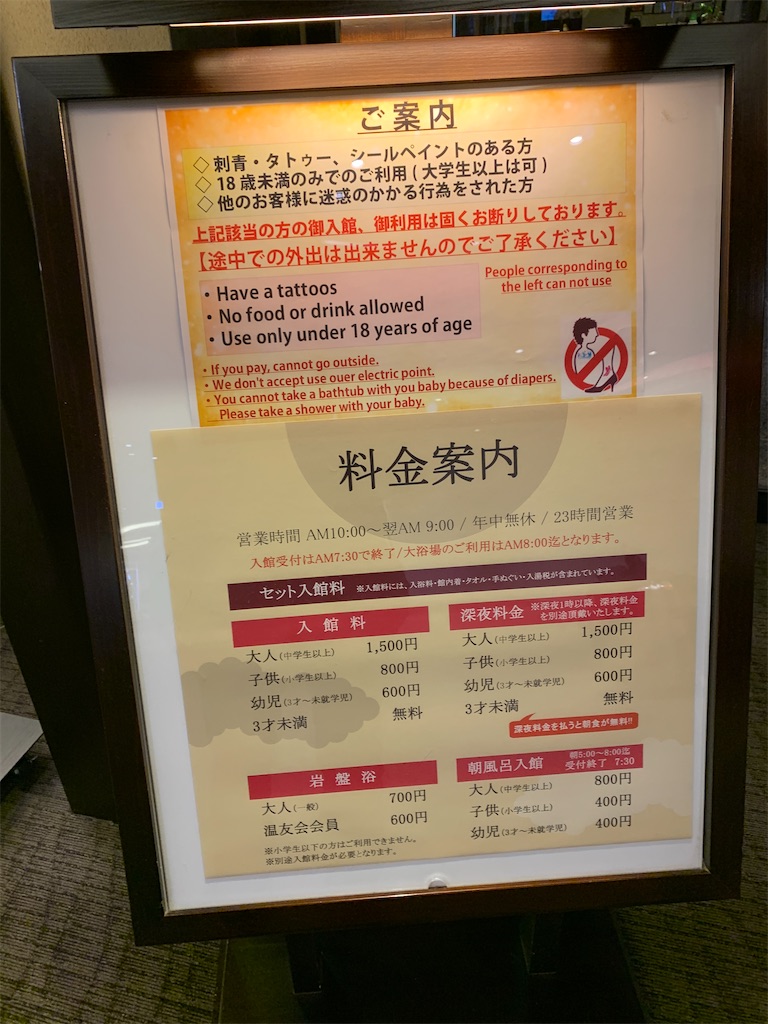 ご案内
◇ 刺青・タトゥー、シールペイントのある方
◇ 18歳未満のみでのご利用(大学生以上は可)
◇ 他のお客様に迷惑のかかる行為をされた方
上記該当の方の御入館、御利用は固くお断りしております。
【途中での外出は出来ませんのでご了承ください】
・Have a tattoos
・No food or drink allowed
・Use only under 18 years of age
People corresponding to
the left can not use
・If you pay, cannot go outside.
・We don't accept use ouer electric point.
・You cannot take a bathtub with you baby because of diapers.
Please take a shower with your baby.
料金案内
営業時間 AM10:00～翌AM 9:00 / 年中無休 / 23時間営業
入館受付はAM7:30で終了/大浴場のご利用はAM8:00迄となります。
セット入館料 ※入館料には、入浴料・館内着・タオル・手ぬぐい・入湯税が含まれています。
入館料
大人(中学生以上) 1,500円
子供(小学生以上) 800円
幼児(3才～未就学児) 600円
3才未満 無料
深夜料金 ※深夜1時以降、深夜料金
を別途頂戴いたします。
大人(中学生以上) 1,500円
子供(小学生以上) 800円
幼児(3才～未就学児) 600円
3才未満 無料
深夜料金を払うと朝食が無料!!
岩盤浴
大人(一般) 700円
温友会会員 600円
※小学生以下の方はご利用できません。
※別途入館料金が必要となります。
朝風呂入館 朝5:00～8:00迄
受付終了 7:30
大人(中学生以上) 800円
子供(小学生以上) 400円
幼児(3才～未就学児) 400円